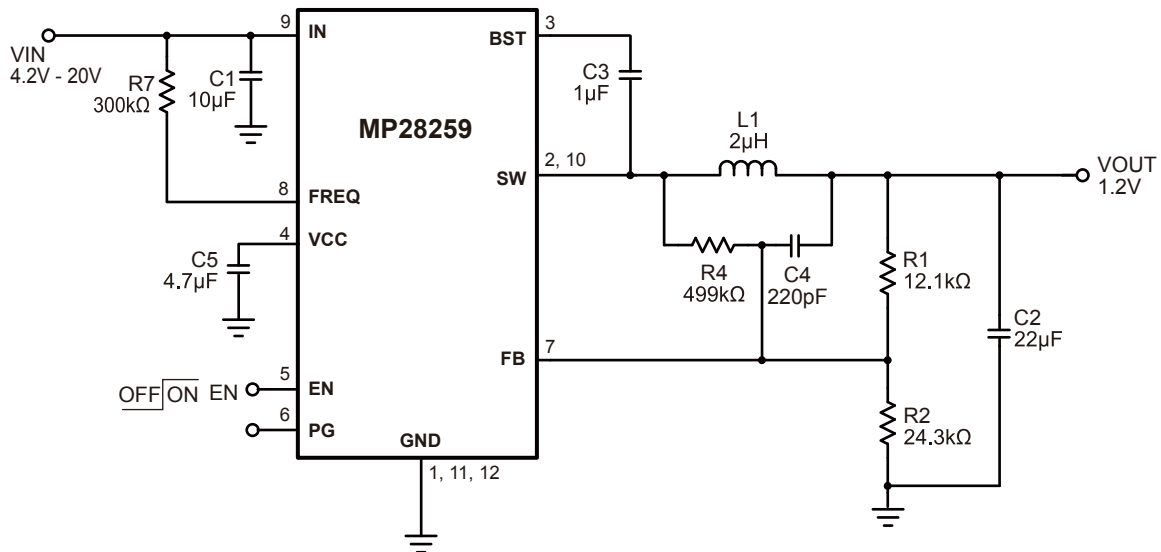 VIN
4.2V - 20V
R7
300kΩ
C1
10µF
9
IN
8
FREQ
4
VCC
C5
4.7µF
OFF ON EN
5
EN
6
PG
MP28259
GND
1, 11, 12
3
BST
C3
1µF
2, 10
SW
L1
2µH
VOUT
1.2V
R4
499kΩ
C4
220pF
R1
12.1kΩ
C2
22µF
7
FB
R2
24.3kΩ